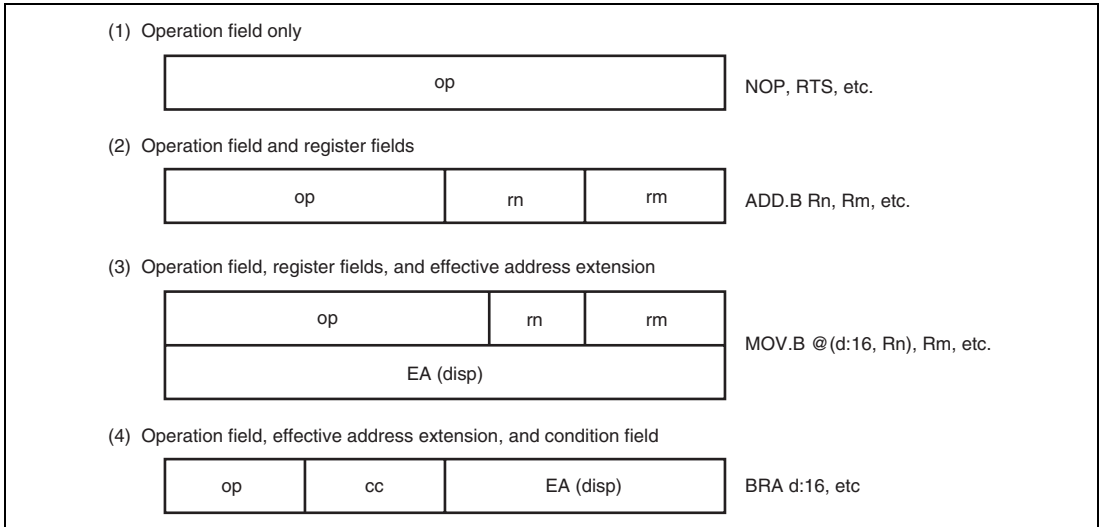 (1) Operation field only
op
NOP, RTS, etc.
(2) Operation field and register fields
op rn rm
ADD.B Rn, Rm, etc.
(3) Operation field, register fields, and effective address extension
op rn rm
MOV.B @(d:16, Rn), Rm, etc.
EA (disp)
(4) Operation field, effective address extension, and condition field
op cc EA (disp)
BRA d:16, etc